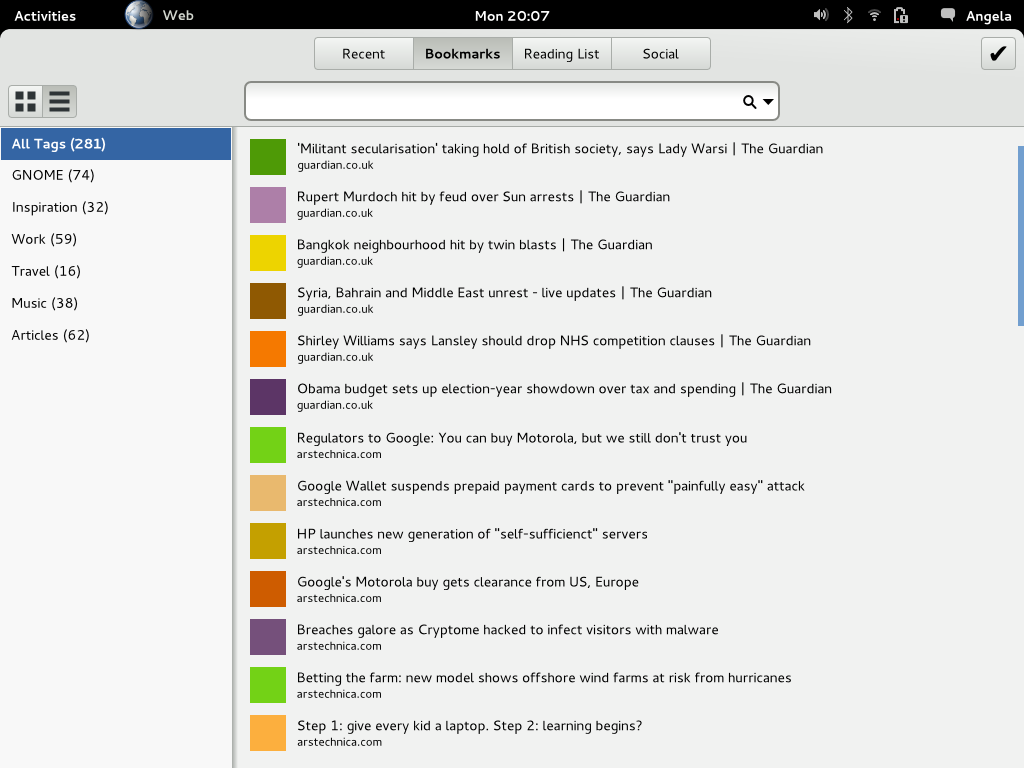 Activities Web Mon 20:07 Angela
Recent Bookmarks Reading List Social
All Tags (281)
GNOME (74)
Inspiration (32)
Work (59)
Travel (16)
Music (38)
Articles (62)
'Militant secularisation' taking hold of British society, says Lady Warsi | The Guardian
guardian.co.uk
Rupert Murdoch hit by feud over Sun arrests | The Guardian
guardian.co.uk
Bangkok neighbourhood hit by twin blasts | The Guardian
guardian.co.uk
Syria, Bahrain and Middle East unrest - live updates | The Guardian
guardian.co.uk
Shirley Williams says Lansley should drop NHS competition clauses | The Guardian
guardian.co.uk
Obama budget sets up election-year showdown over tax and spending | The Guardian
guardian.co.uk
Regulators to Google: You can buy Motorola, but we still don't trust you
arstechnica.com
Google Wallet suspends prepaid payment cards to prevent "painfully easy" attack
arstechnica.com
HP launches new generation of "self-sufficienct" servers
arstechnica.com
Google's Motorola buy gets clearance from US, Europe
arstechnica.com
Breaches galore as Cryptome hacked to infect visitors with malware
arstechnica.com
Betting the farm: new model shows offshore wind farms at risk from hurricanes
arstechnica.com
Step 1: give every kid a laptop. Step 2: learning begins?
arstechnica.com